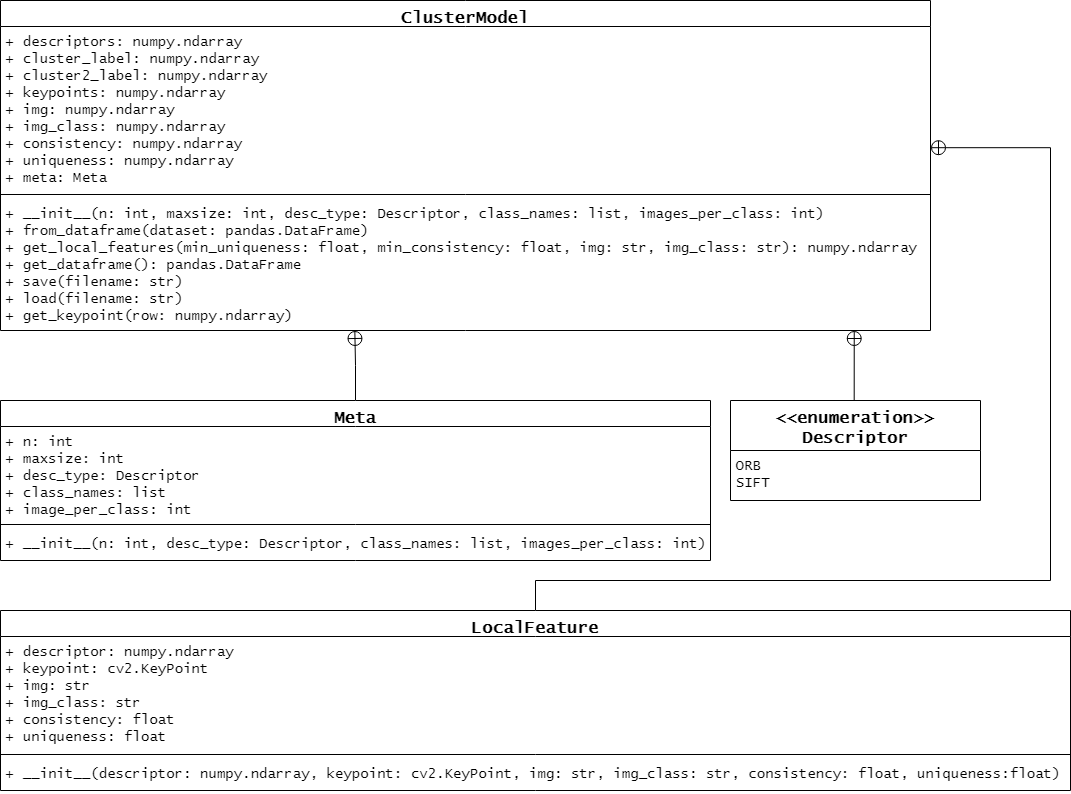 ClusterModel
+ descriptors: numpy.ndarray
+ cluster_label: numpy.ndarray
+ cluster2_label: numpy.ndarray
+ keypoints: numpy.ndarray
+ img: numpy.ndarray
+ img_class: numpy.ndarray
+ consistency: numpy.ndarray
+ uniqueness: numpy.ndarray
+ meta: Meta
+ __init__(n: int, maxsize: int, desc_type: Descriptor, class_names: list, images_per_class: int)
+ from_dataframe(dataset: pandas.DataFrame)
+ get_local_features(min_uniqueness: float, min_consistency: float, img: str, img_class: str): numpy.ndarray
+ get_dataframe(): pandas.DataFrame
+ save(filename: str)
+ load(filename: str)
+ get_keypoint(row: numpy.ndarray)
Meta
+ n: int
+ maxsize: int
+ desc_type: Descriptor
+ class_names: list
+ image_per_class: int
+ __init__(n: int, desc_type: Descriptor, class_names: list, images_per_class: int)
<<enumeration>>
Descriptor
ORB
SIFT
LocalFeature
+ descriptor: numpy.ndarray
+ keypoint: cv2.KeyPoint
+ img: str
+ img_class: str
+ consistency: float
+ uniqueness: float
+ __init__(descriptor: numpy.ndarray, keypoint: cv2.KeyPoint, img: str, img_class: str, consistency: float, uniqueness:float)